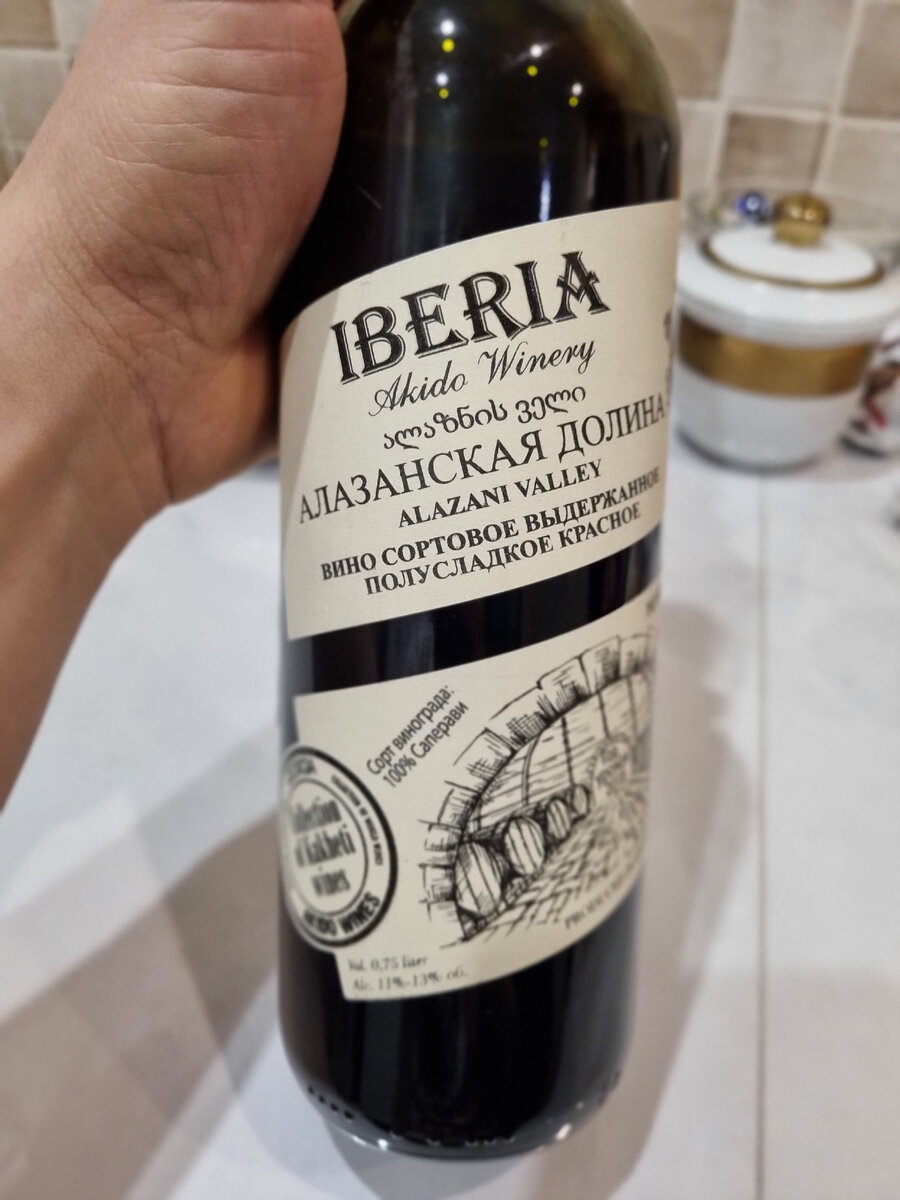 IBERIA
Akido Winery
ალაზნის ველი
АЛАЗАНСКАЯ ДОЛИНА
ALAZANI VALLEY
ВИНО СОРТОВОЕ ВЫДЕРЖАННОЕ
ПОЛУСЛАДКОЕ КРАСНОЕ
Сорт винограда:
100% Саперави
Collection
of Kakheti
wines
AKIDO WINES
Vol. 0,75 liter
Alc. 11%-13% об.